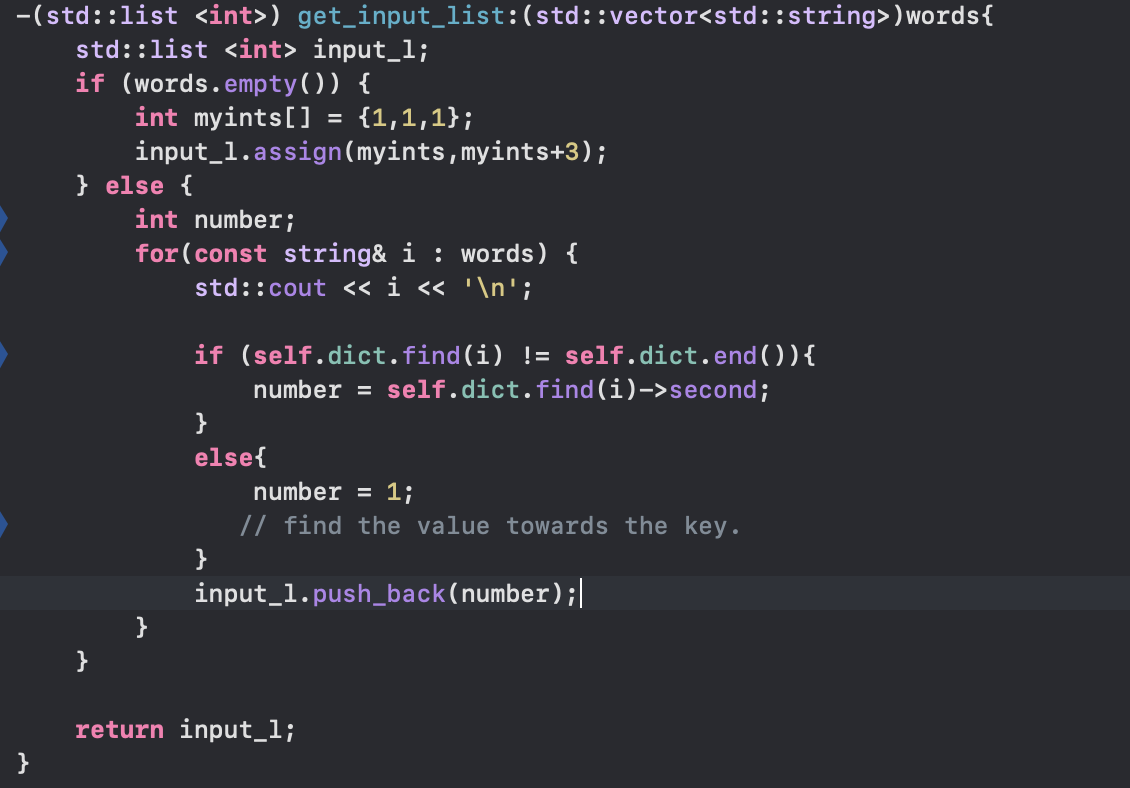 -(std::list <int>) get_input_list:(std::vector<std::string>)words{
    std::list <int> input_l;
    if (words.empty()) {
        int myints[] = {1,1,1};
        input_l.assign(myints,myints+3);
    } else {
        int number;
        for(const string& i : words) {
            std::cout << i << '\n';
            if (self.dict.find(i) != self.dict.end()){
                number = self.dict.find(i)->second;
            }
            else{
                number = 1;
               // find the value towards the key.
            }
            input_l.push_back(number);
        }
    }
    return input_l;
}